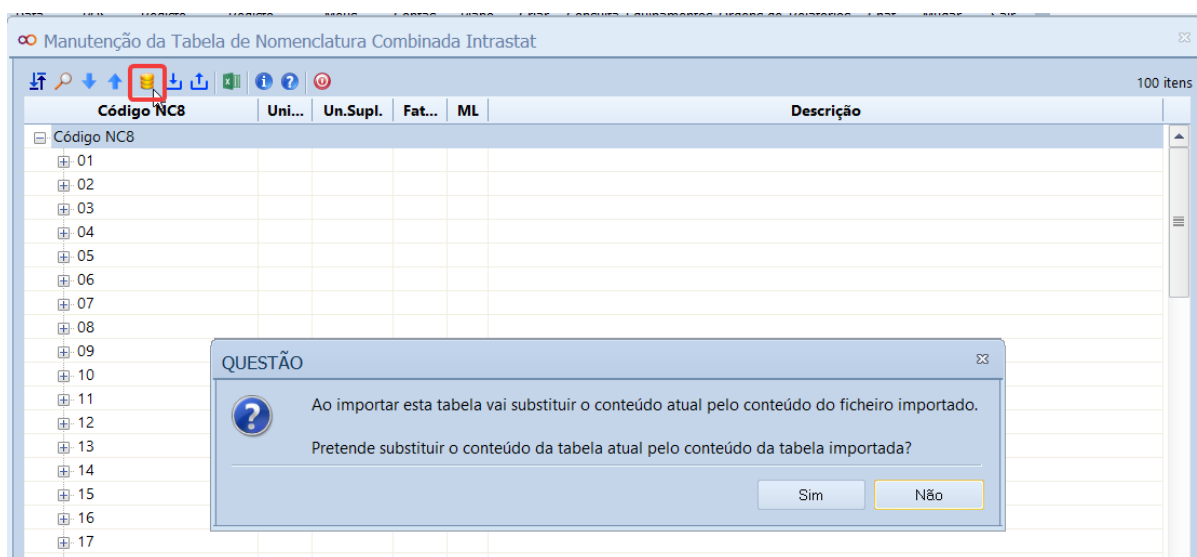 Manutenção da Tabela de Nomenclatura Combinada Intrastat
100 itens
Código NC8 Uni... Un.Supl. Fat... ML Descrição
Código NC8
01
02
03
04
05
06
07
08
09
10
11
12
13
14
15
16
17
QUESTÃO
Ao importar esta tabela vai substituir o conteúdo atual pelo conteúdo do ficheiro importado.
Pretende substituir o conteúdo da tabela atual pelo conteúdo da tabela importada?
Sim Não